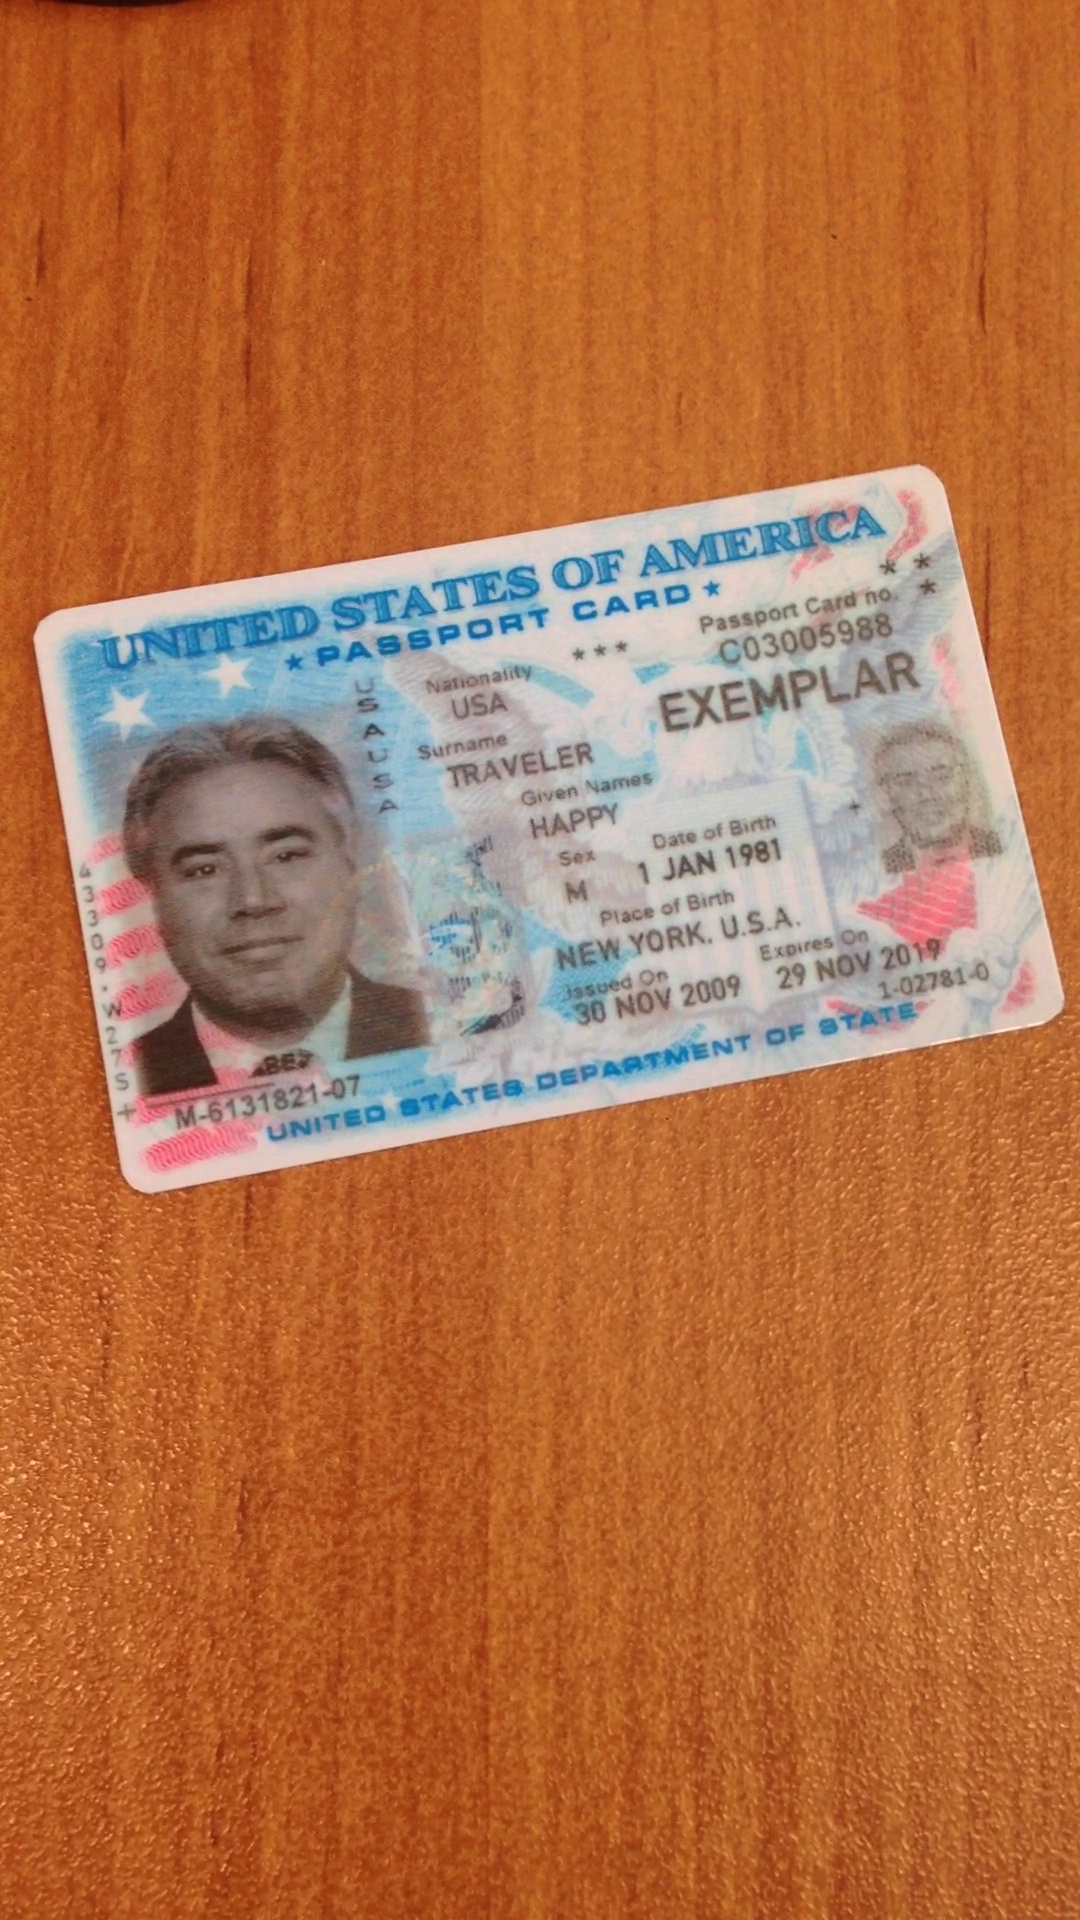 UNITED STATES OF AMERICA
★ PASSPORT CARD ★
* *
*
Passport Card no.
C03005988
* * *
EXEMPLAR
USAUSA
Nationality
USA
Surname
TRAVELER
Given Names
HAPPY
Sex
M
Date of Birth
1 JAN 1981
Place of Birth
NEW YORK, U.S.A.
Issued On
30 NOV 2009
Expires On
29 NOV 2019
1-02781-0
M-6131821-07
UNITED STATES DEPARTMENT OF STATE